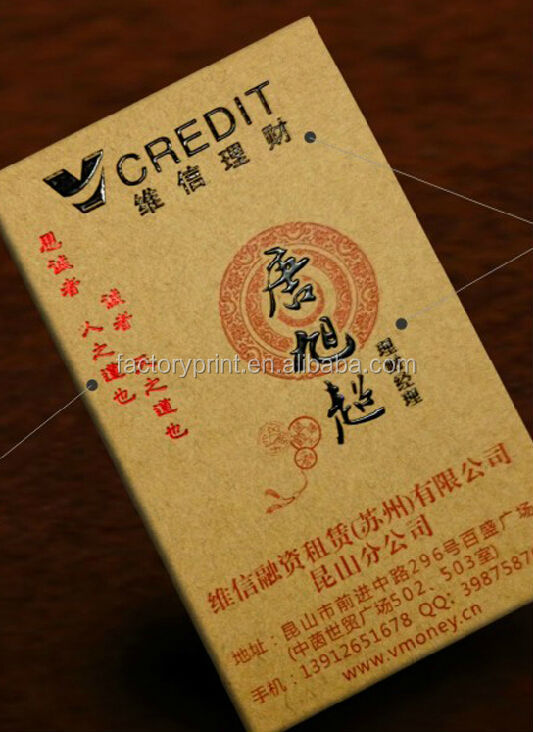 CREDIT
维信理财
思诚者
人之道也
诚者
之道也
唐旭超
理财经理
factoryprint.en.alibaba.com
维信融资租赁(苏州)有限公司
昆山分公司
地址：昆山市前进中路296号百盛广场
(中茵世贸广场502、503室)
手机：13912651678 QQ:
www.vmoney.cn